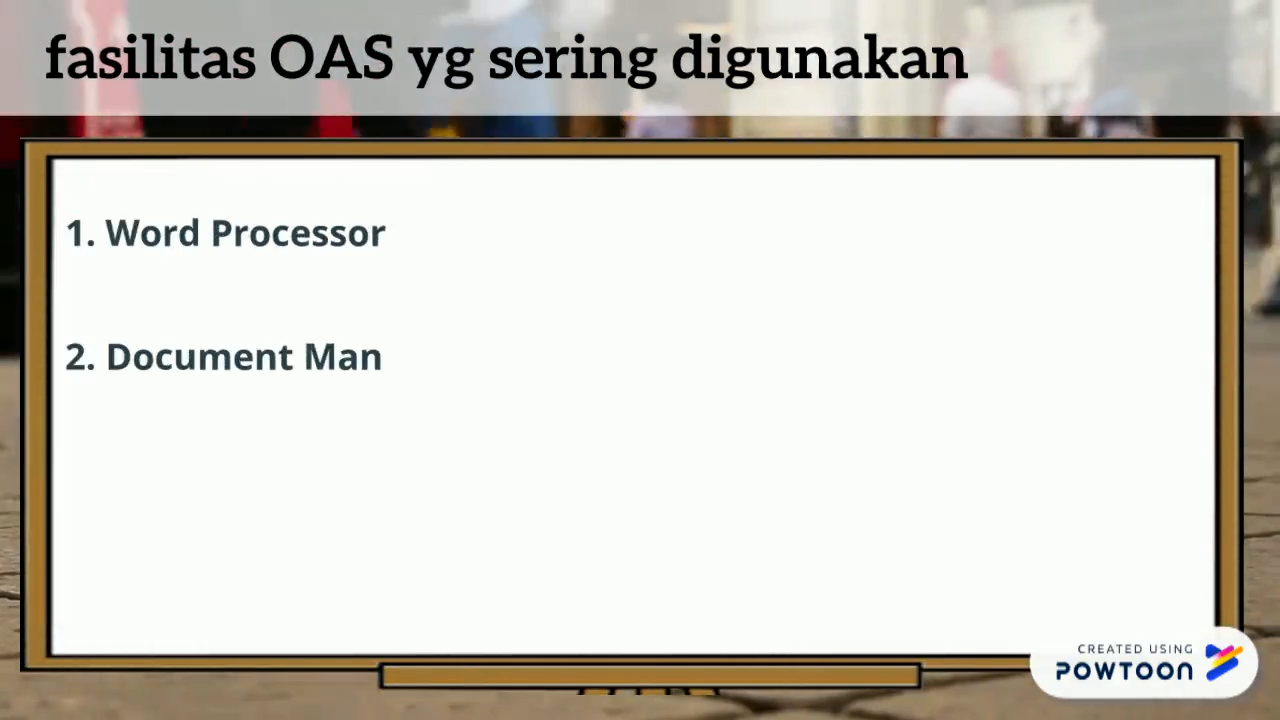 fasilitas OAS yg sering digunakan
1. Word Processor
2. Document Man
CREATED USING
POWTOON